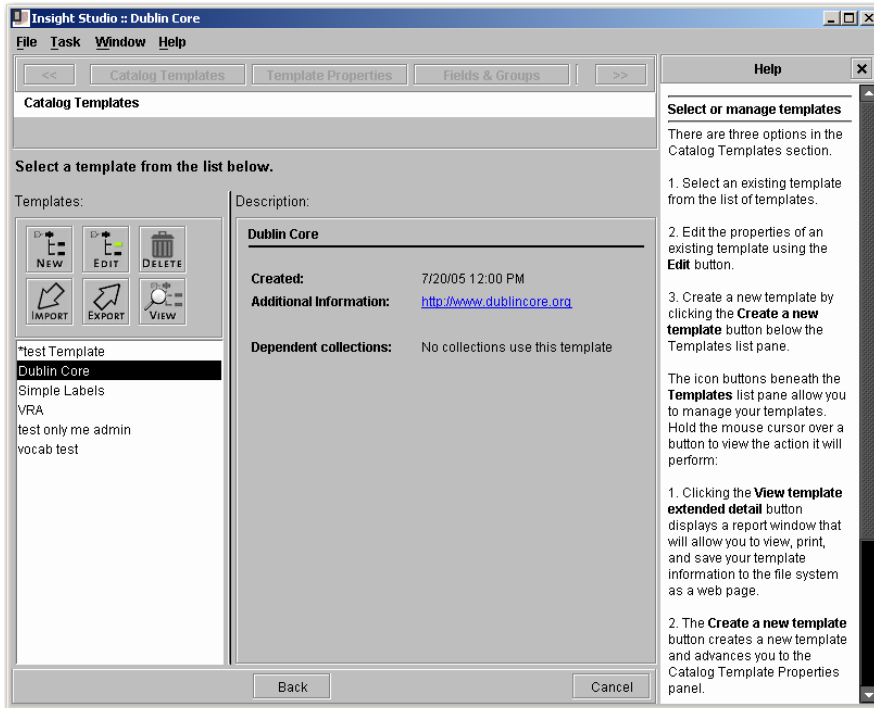 Insight Studio :: Dublin Core
File Task Window Help
<< Catalog Templates Template Properties Fields & Groups >>
Catalog Templates
Select a template from the list below.
Templates:
NEW EDIT DELETE
IMPORT EXPORT VIEW
*test Template
Dublin Core
Simple Labels
VRA
test only me admin
vocab test
Description:
Dublin Core
Created: 7/20/05 12:00 PM
Additional Information: http://www.dublincore.org
Dependent collections: No collections use this template
Back Cancel
Help
Select or manage templates
There are three options in the
Catalog Templates section.
1. Select an existing template
from the list of templates.
2. Edit the properties of an
existing template using the
Edit button.
3. Create a new template by
clicking the Create a new
template button below the
Templates list pane.
The icon buttons beneath the
Templates list pane allow you
to manage your templates.
Hold the mouse cursor over a
button to view the action it will
perform:
1. Clicking the View template
extended detail button
displays a report window that
will allow you to view, print,
and save your template
information to the file system
as a web page.
2. The Create a new template
button creates a new template
and advances you to the
Catalog Template Properties
panel.